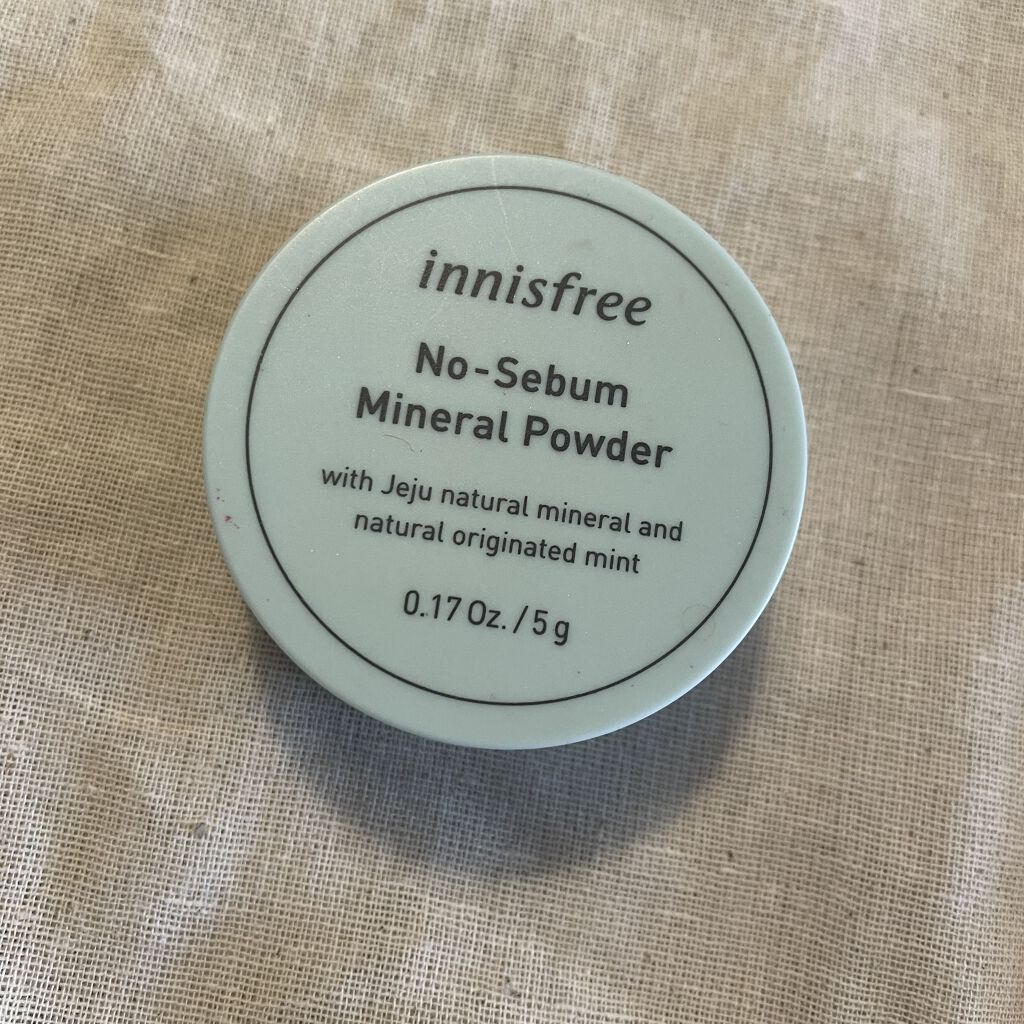 innisfree
No-Sebum
Mineral Powder
with Jeju natural mineral and
natural originated mint
0.17 Oz. / 5 g